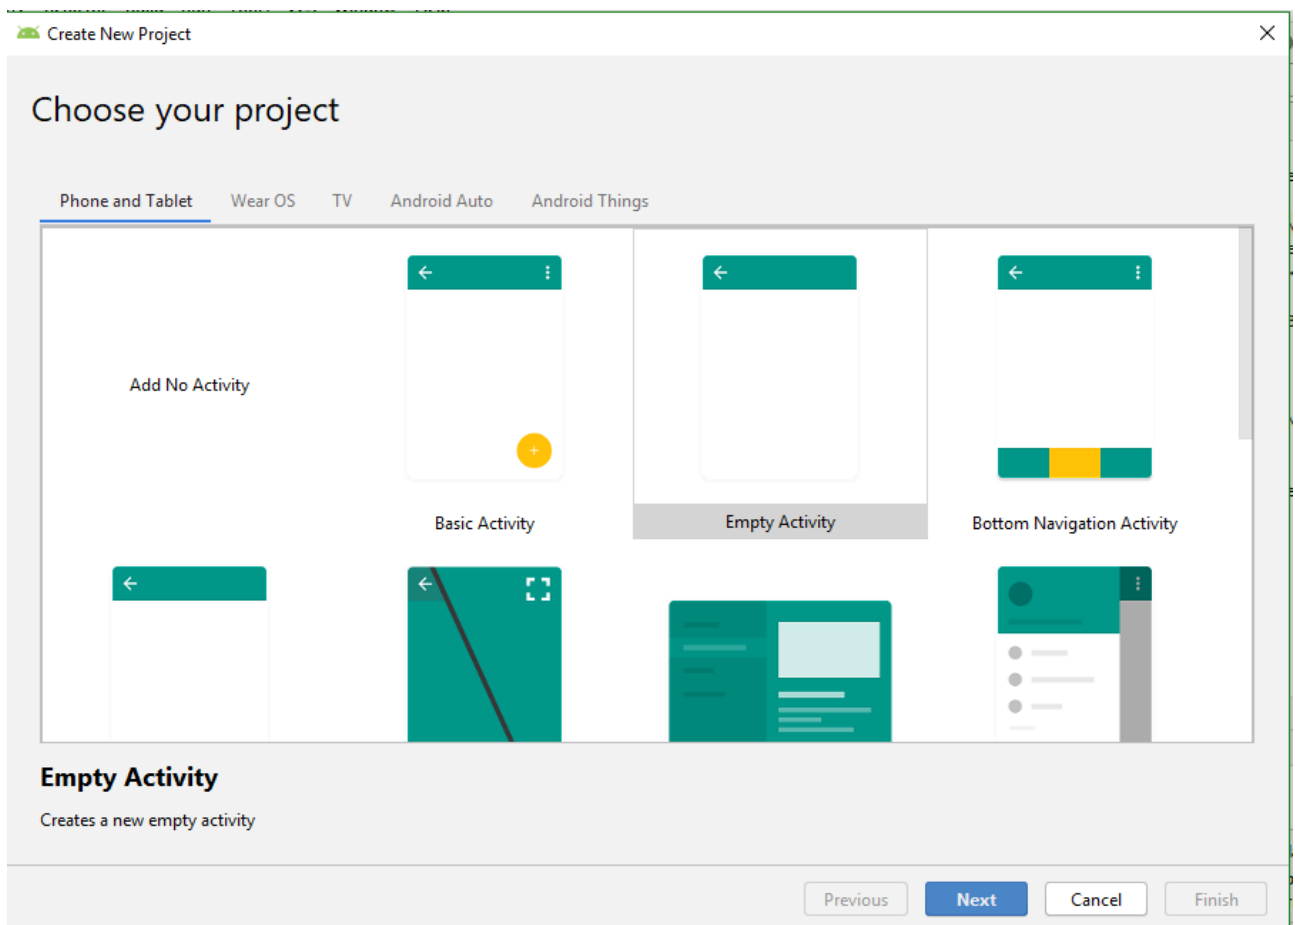 Create New Project
Choose your project
Phone and Tablet Wear OS TV Android Auto Android Things
Add No Activity
Basic Activity
Empty Activity
Bottom Navigation Activity
Empty Activity
Creates a new empty activity
Previous Next Cancel Finish